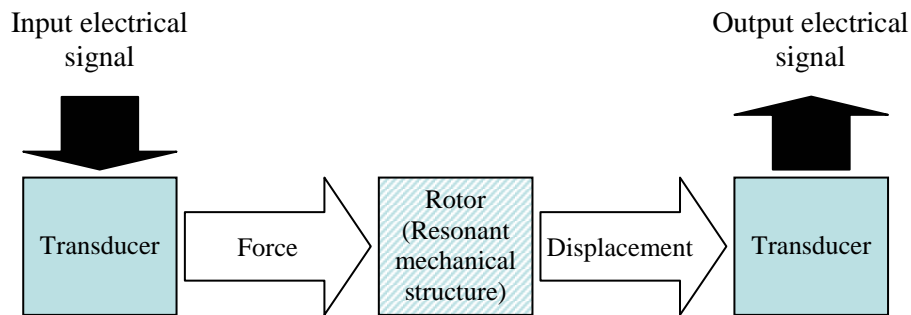 Input electrical
signal
Output electrical
signal
Transducer
Force
Rotor
(Resonant
mechanical
structure)
Displacement
Transducer